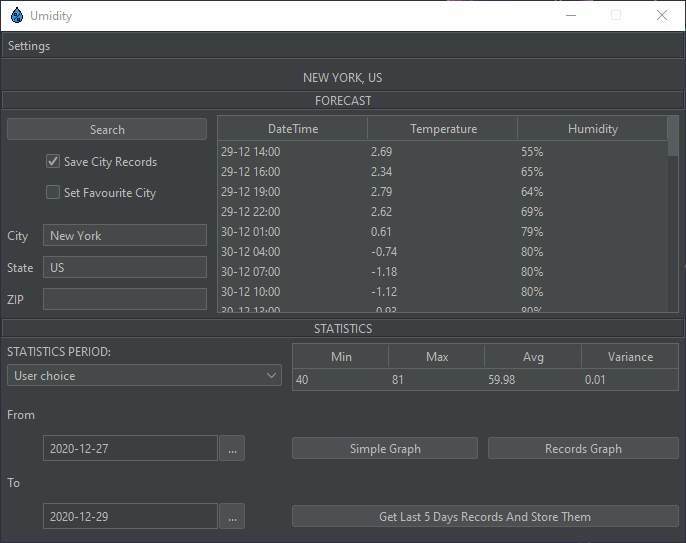 Umidity
Settings
NEW YORK, US
FORECAST
Search
Save City Records
Set Favourite City
City New York
State US
ZIP
DateTime Temperature Humidity
29-12 14:00 2.69 55%
29-12 16:00 2.34 65%
29-12 19:00 2.79 64%
29-12 22:00 2.62 69%
30-12 01:00 0.61 79%
30-12 04:00 -0.74 80%
30-12 07:00 -1.18 80%
30-12 10:00 -1.12 80%
30-12 13:00 -0.93 80%
STATISTICS
STATISTICS PERIOD:
User choice
Min Max Avg Variance
40 81 59.98 0.01
From
2020-12-27 ...
Simple Graph Records Graph
To
2020-12-29 ...
Get Last 5 Days Records And Store Them